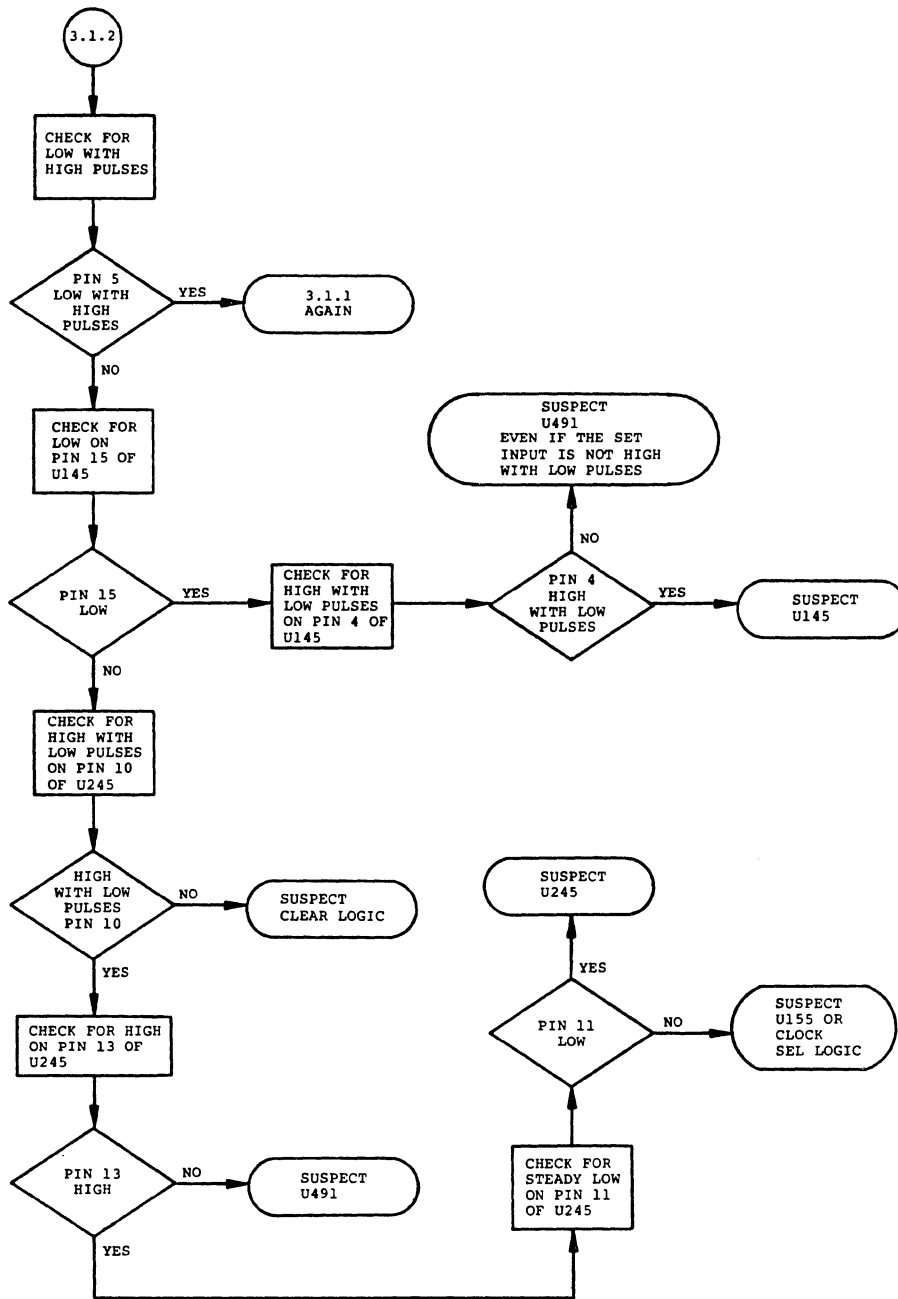 3.1.2
CHECK FOR
LOW WITH
HIGH PULSES
PIN 5
LOW WITH
HIGH
PULSES
YES
3.1.1
AGAIN
NO
CHECK FOR
LOW ON
PIN 15 OF
U145
PIN 15
LOW
YES
CHECK FOR
HIGH WITH
LOW PULSES
ON PIN 4 OF
U145
PIN 4
HIGH
WITH LOW
PULSES
NO
SUSPECT
U491
EVEN IF THE SET
INPUT IS NOT HIGH
WITH LOW PULSES
YES
SUSPECT
U145
NO
CHECK FOR
HIGH WITH
LOW PULSES
ON PIN 10
OF U245
HIGH
WITH LOW
PULSES
PIN 10
NO
SUSPECT
CLEAR LOGIC
YES
CHECK FOR HIGH
ON PIN 13 OF
U245
PIN 13
HIGH
NO
SUSPECT
U491
YES
CHECK FOR
STEADY LOW
ON PIN 11
OF U245
PIN 11
LOW
YES
SUSPECT
U245
NO
SUSPECT
U155 OR
CLOCK
SEL LOGIC